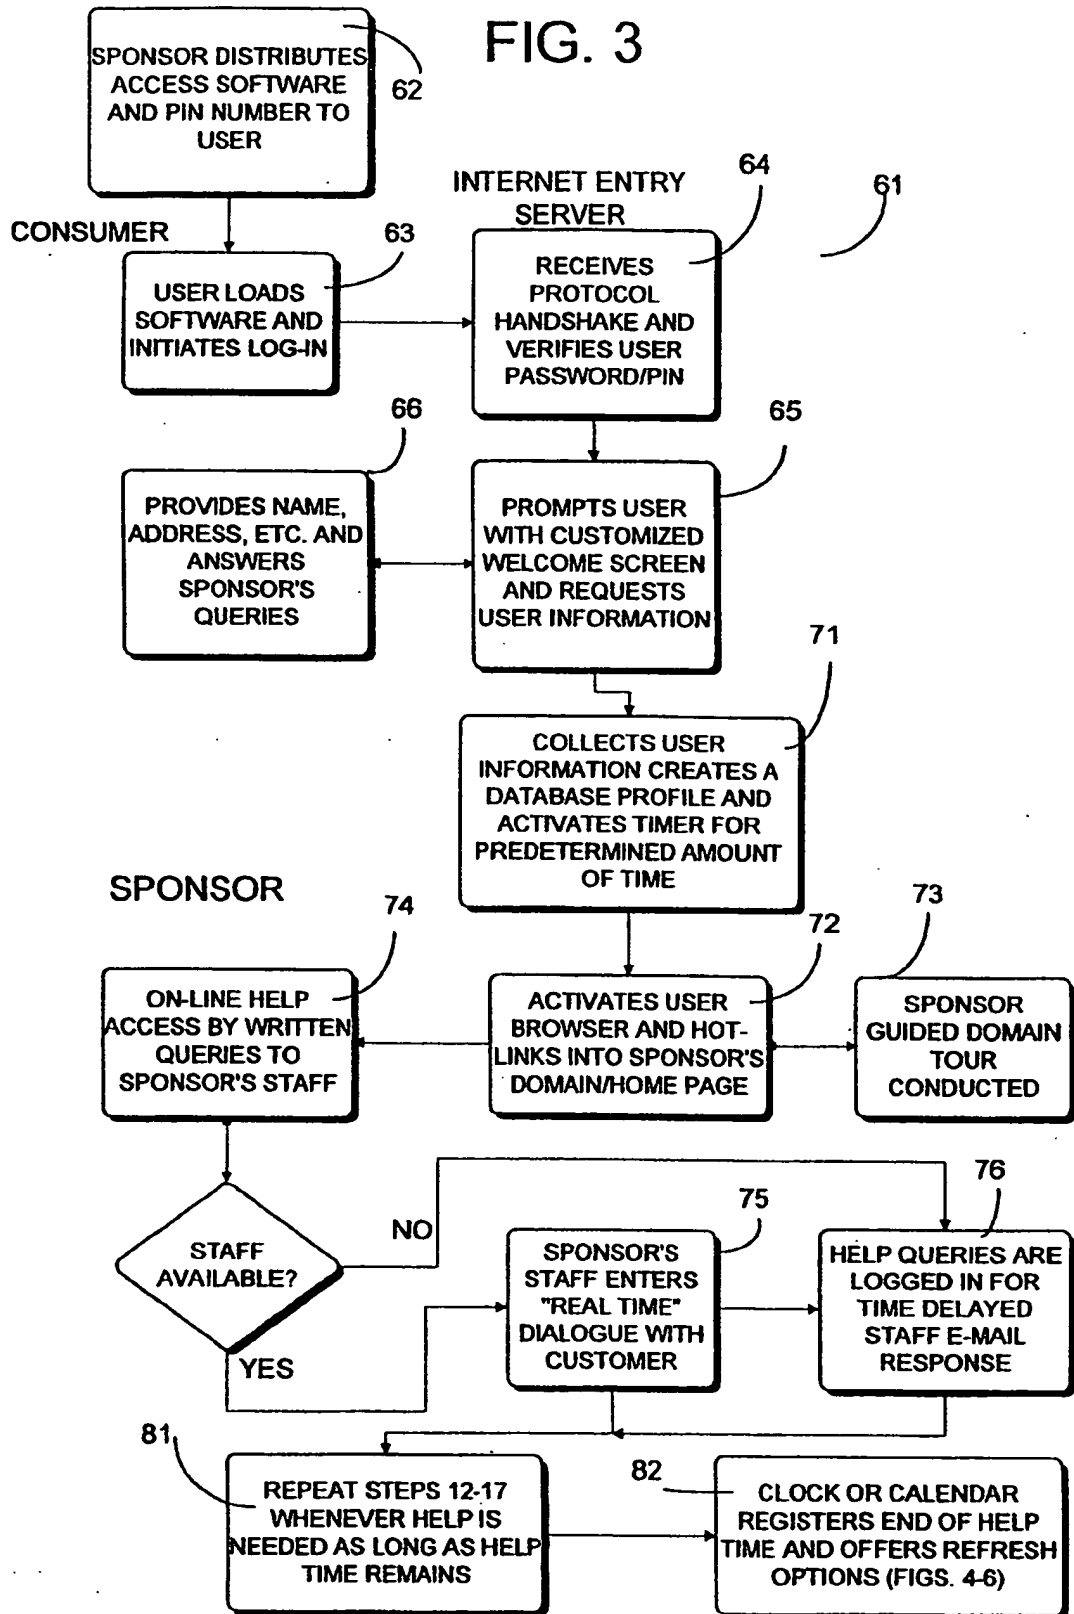 FIG. 3
SPONSOR DISTRIBUTES
ACCESS SOFTWARE
AND PIN NUMBER TO
USER
62
CONSUMER
63
USER LOADS
SOFTWARE AND
INITIATES LOG-IN
INTERNET ENTRY
SERVER
64
61
RECEIVES
PROTOCOL
HANDSHAKE AND
VERIFIES USER
PASSWORD/PIN
66
PROVIDES NAME,
ADDRESS, ETC. AND
ANSWERS
SPONSOR'S
QUERIES
65
PROMPTS USER
WITH CUSTOMIZED
WELCOME SCREEN
AND REQUESTS
USER INFORMATION
71
COLLECTS USER
INFORMATION CREATES A
DATABASE PROFILE AND
ACTIVATES TIMER FOR
PREDETERMINED AMOUNT
OF TIME
SPONSOR
74
ON-LINE HELP
ACCESS BY WRITTEN
QUERIES TO
SPONSOR'S STAFF
72
ACTIVATES USER
BROWSER AND HOT-
LINKS INTO SPONSOR'S
DOMAIN/HOME PAGE
73
SPONSOR
GUIDED DOMAIN
TOUR
CONDUCTED
STAFF
AVAILABLE?
NO
YES
75
SPONSOR'S
STAFF ENTERS
"REAL TIME"
DIALOGUE WITH
CUSTOMER
76
HELP QUERIES ARE
LOGGED IN FOR
TIME DELAYED
STAFF E-MAIL
RESPONSE
81
REPEAT STEPS 12-17
WHENEVER HELP IS
NEEDED AS LONG AS HELP
TIME REMAINS
82
CLOCK OR CALENDAR
REGISTERS END OF HELP
TIME AND OFFERS REFRESH
OPTIONS (FIGS. 4-6)